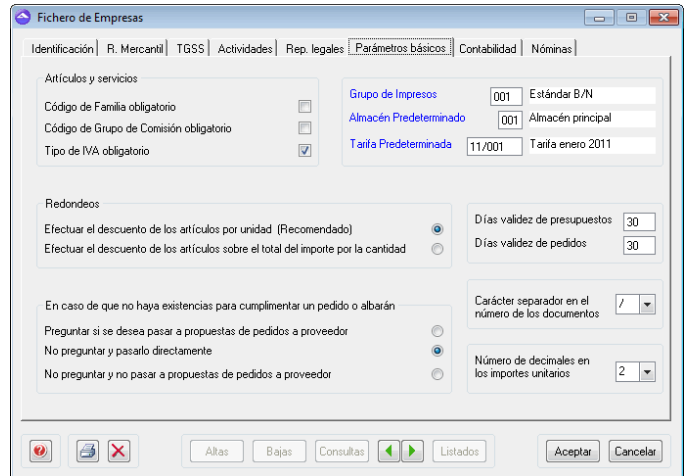 Fichero de Empresas
Identificación R. Mercantil TGSS Actividades Rep. legales Parámetros básicos Contabilidad Nóminas
Artículos y servicios
Código de Familia obligatorio
Código de Grupo de Comisión obligatorio
Tipo de IVA obligatorio
Grupo de Impresos 001 Estándar B/N
Almacén Predeterminado 001 Almacén principal
Tarifa Predeterminada 11/001 Tarifa enero 2011
Redondeos
Efectuar el descuento de los artículos por unidad (Recomendado)
Efectuar el descuento de los artículos sobre el total del importe por la cantidad
Días validez de presupuestos 30
Días validez de pedidos 30
En caso de que no haya existencias para cumplimentar un pedido o albarán
Preguntar si se desea pasar a propuestas de pedidos a proveedor
No preguntar y pasarlo directamente
No preguntar y no pasar a propuestas de pedidos a proveedor
Carácter separador en el
número de los documentos /
Número de decimales en
los importes unitarios 2
Altas Bajas Consultas Listados Aceptar Cancelar